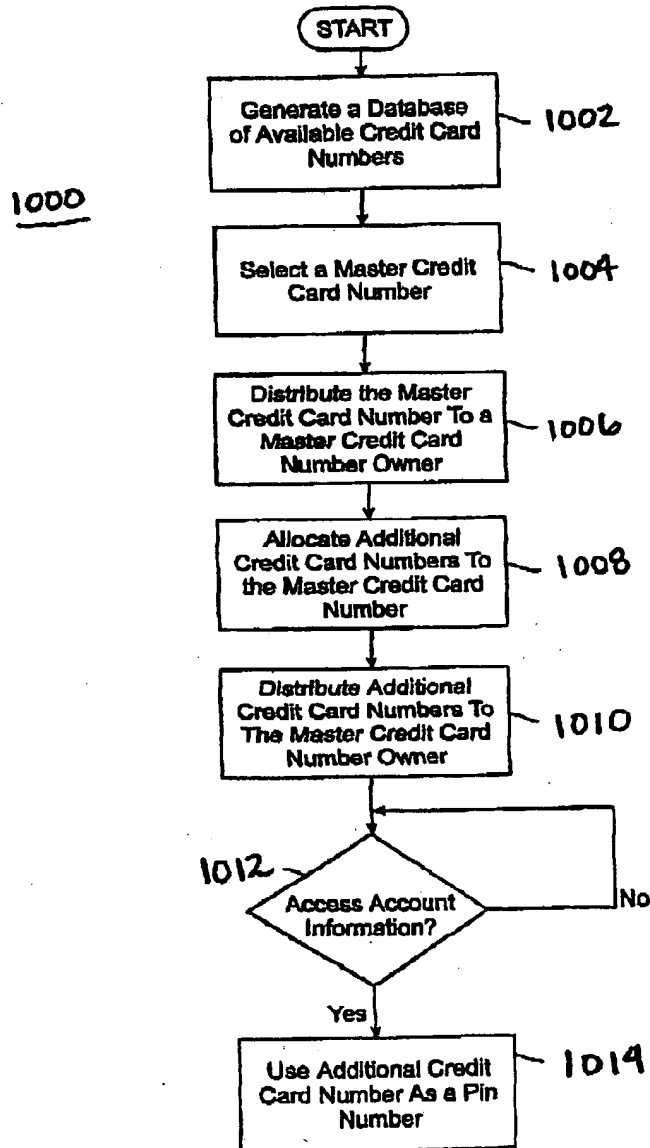 START
Generate a Database
of Available Credit Card
Numbers
1002
1000
Select a Master Credit
Card Number
1004
Distribute the Master
Credit Card Number To a
Master Credit Card
Number Owner
1006
Allocate Additional
Credit Card Numbers To
the Master Credit Card
Number
1008
Distribute Additional
Credit Card Numbers To
The Master Credit Card
Number Owner
1010
1012
Access Account
Information?
No
Yes
Use Additional Credit
Card Number As a Pin
Number
1014